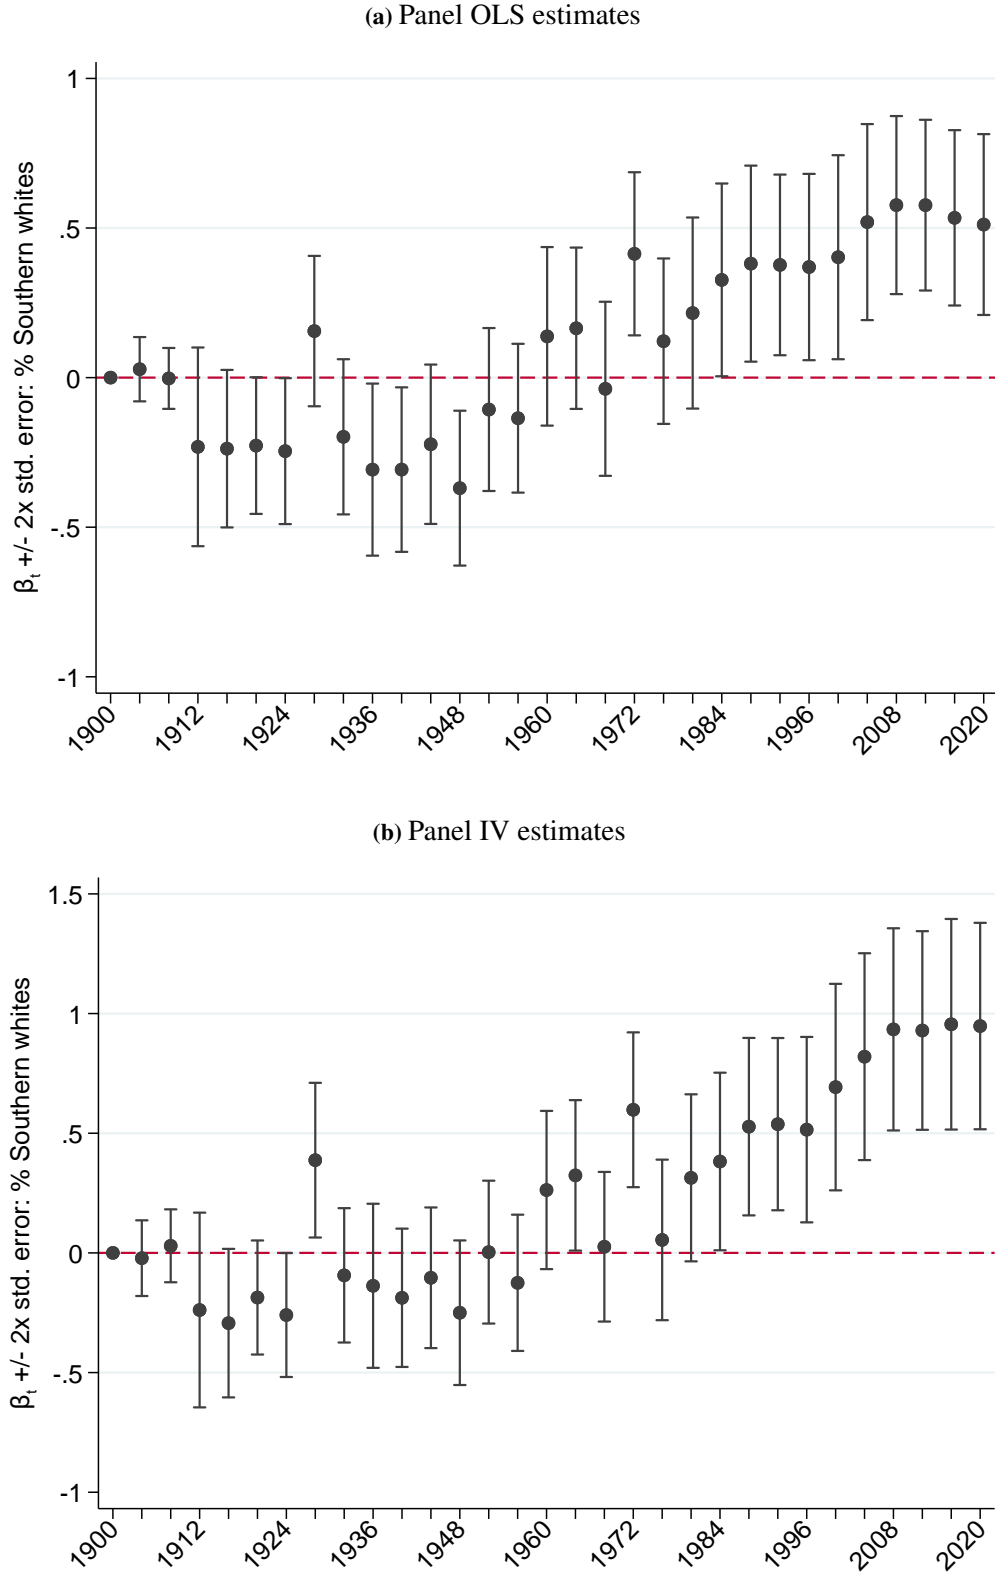 (a) Panel OLS estimates
β_t +/- 2x std. error: % Southern whites
1
.5
0
-.5
-1
1900 1912 1924 1936 1948 1960 1972 1984 1996 2008 2020
(b) Panel IV estimates
β_t +/- 2x std. error: % Southern whites
1.5
1
.5
0
-.5
-1
1900 1912 1924 1936 1948 1960 1972 1984 1996 2008 2020